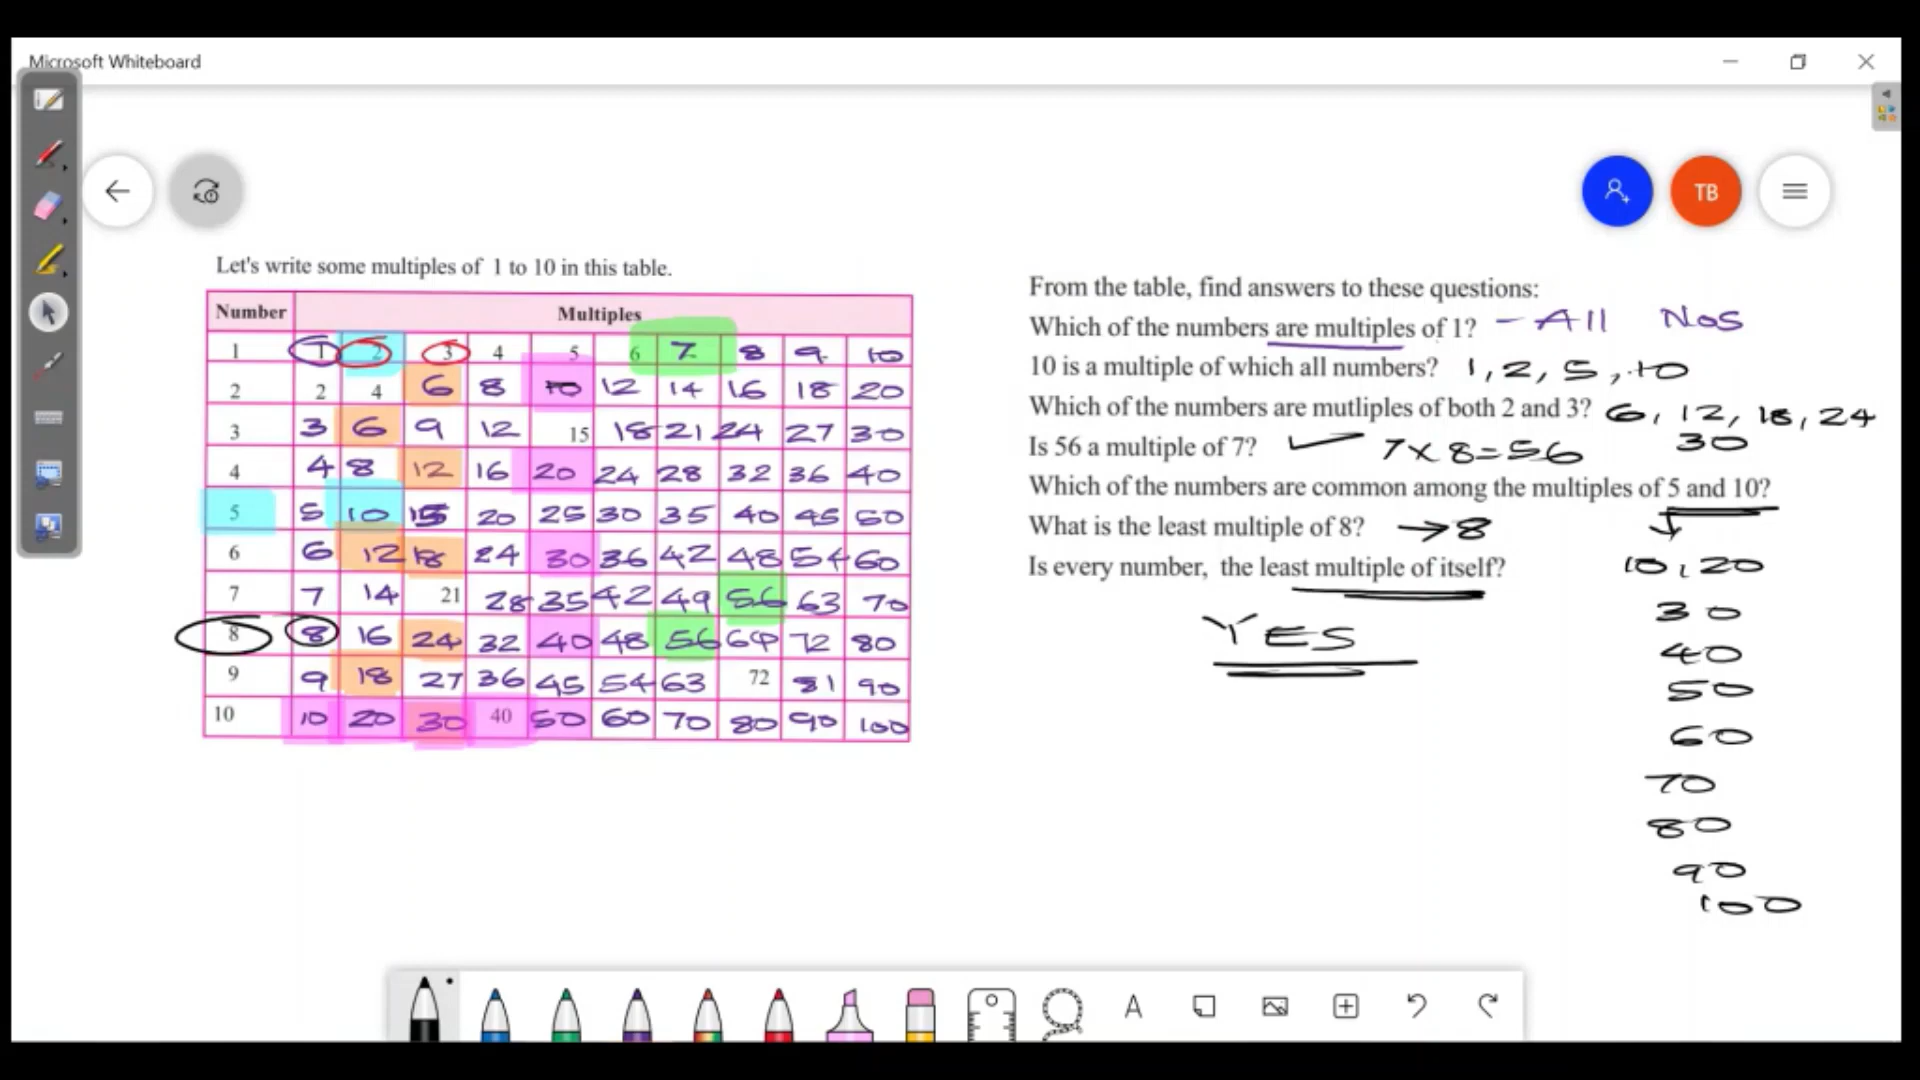 Microsoft Whiteboard
TB
Let's write some multiples of 1 to 10 in this table.
Number Multiples
1 1 2 3 4 5 6 7 8 9 10
2 2 4 6 8 10 12 14 16 18 20
3 3 6 9 12 15 18 21 24 27 30
4 4 8 12 16 20 24 28 32 36 40
5 5 10 15 20 25 30 35 40 45 50
6 6 12 18 24 30 36 42 48 54 60
7 7 14 21 28 35 42 49 56 63 70
8 8 16 24 32 40 48 56 64 72 80
9 9 18 27 36 45 54 63 72 81 90
10 10 20 30 40 50 60 70 80 90 100
From the table, find answers to these questions:
Which of the numbers are multiples of 1? - All Nos
10 is a multiple of which all numbers? 1, 2, 5, 10
Which of the numbers are mutliples of both 2 and 3? 6, 12, 18, 24
30
Is 56 a multiple of 7? ✓ 7 x 8 = 56
Which of the numbers are common among the multiples of 5 and 10?
What is the least multiple of 8? → 8
Is every number, the least multiple of itself?
YES
10, 20
30
40
50
60
70
80
90
100
A